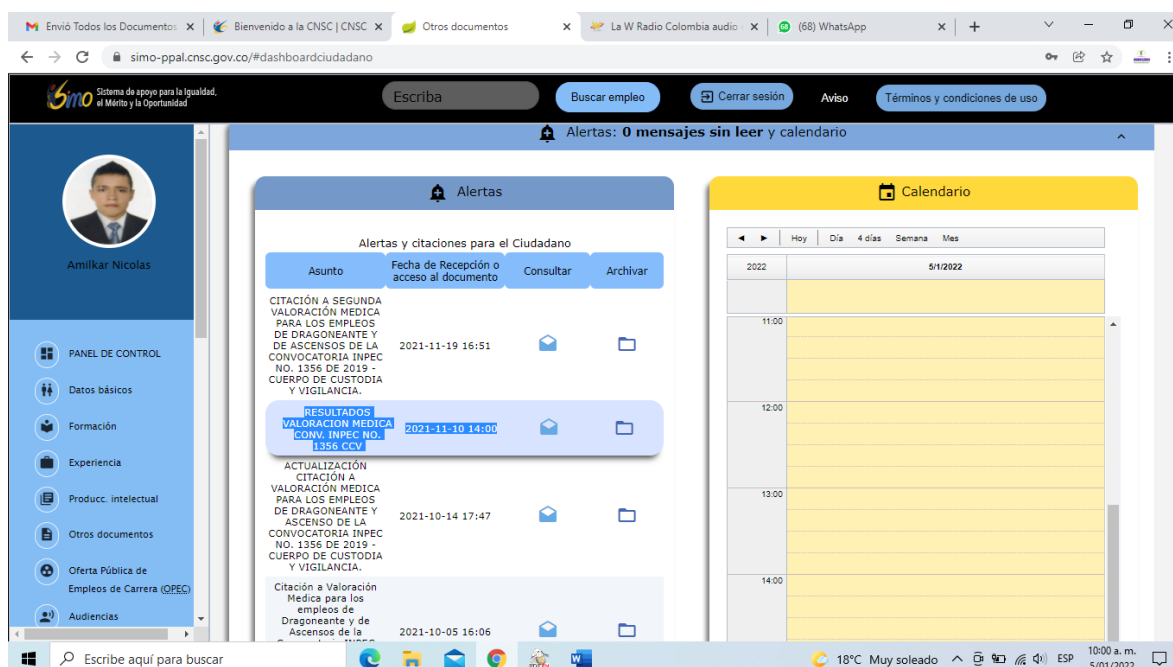 Envió Todos los Documentos
Bienvenido a la CNSC | CNSC
Otros documentos
La W Radio Colombia audio
(68) WhatsApp
simo-ppal.cnsc.gov.co/#dashboardciudadano
Simo
Sistema de apoyo para la Igualdad,
el Mérito y la Oportunidad
Escriba
Buscar empleo
Cerrar sesión
Aviso
Términos y condiciones de uso
Alertas: 0 mensajes sin leer y calendario
Amilkar Nicolas
PANEL DE CONTROL
Datos básicos
Formación
Experiencia
Producc. intelectual
Otros documentos
Oferta Pública de
Empleos de Carrera (OPEC)
Audiencias
Alertas
Alertas y citaciones para el Ciudadano
Asunto
Fecha de Recepción o
acceso al documento
Consultar
Archivar
CITACIÓN A SEGUNDA
VALORACIÓN MEDICA
PARA LOS EMPLEOS
DE DRAGONEANTE Y
DE ASCENSOS DE LA
CONVOCATORIA INPEC
NO. 1356 DE 2019 -
CUERPO DE CUSTODIA
Y VIGILANCIA.
2021-11-19 16:51
RESULTADOS
VALORACION MEDICA
CONV. INPEC NO.
1356 CCV
2021-11-10 14:00
ACTUALIZACIÓN
CITACIÓN A
VALORACIÓN MEDICA
PARA LOS EMPLEOS
DE DRAGONEANTE Y
ASCENSO DE LA
CONVOCATORIA INPEC
NO. 1356 DE 2019 -
CUERPO DE CUSTODIA
Y VIGILANCIA.
2021-10-14 17:47
Citación a Valoración
Medica para los
empleos de
Dragoneante y de
Ascensos de la
2021-10-05 16:06
Calendario
Hoy
Día
4 días
Semana
Mes
2022
5/1/2022
11:00
12:00
13:00
14:00
Escribe aquí para buscar
18°C Muy soleado
ESP
10:00 a. m.
5/01/2022